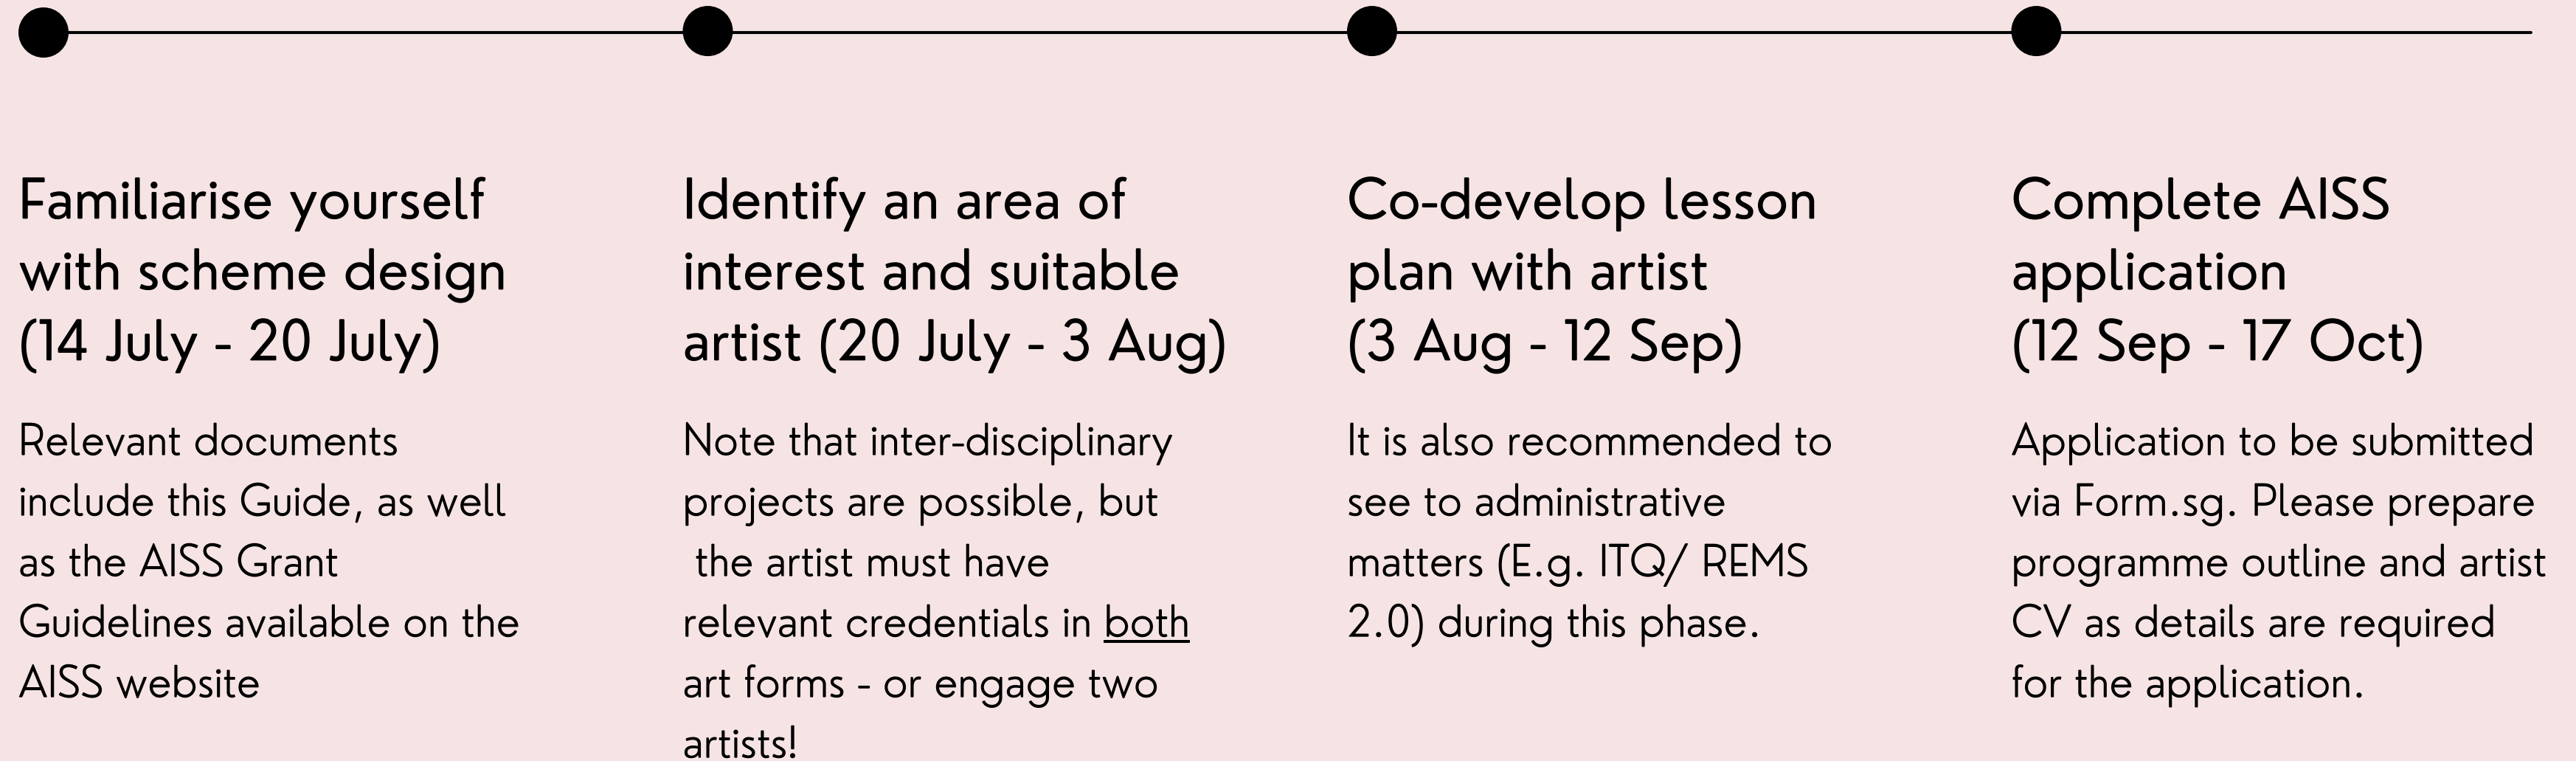 Familiarise yourself
with scheme design
(14 July - 20 July)
Relevant documents
include this Guide, as well
as the AISS Grant
Guidelines available on the
AISS website
Identify an area of
interest and suitable
artist (20 July - 3 Aug)
Note that inter-disciplinary
projects are possible, but
the artist must have
relevant credentials in both
art forms - or engage two
artists!
Co-develop lesson
plan with artist
(3 Aug - 12 Sep)
It is also recommended to
see to administrative
matters (E.g. ITQ/ REMS
2.0) during this phase.
Complete AISS
application
(12 Sep - 17 Oct)
Application to be submitted
via Form.sg. Please prepare
programme outline and artist
CV as details are required
for the application.